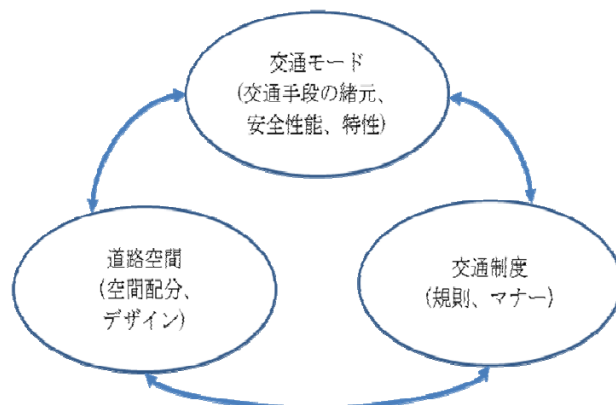 交通モード
(交通手段の緒元、
安全性能、特性)
道路空間
(空間配分、
デザイン)
交通制度
(規則、マナー)